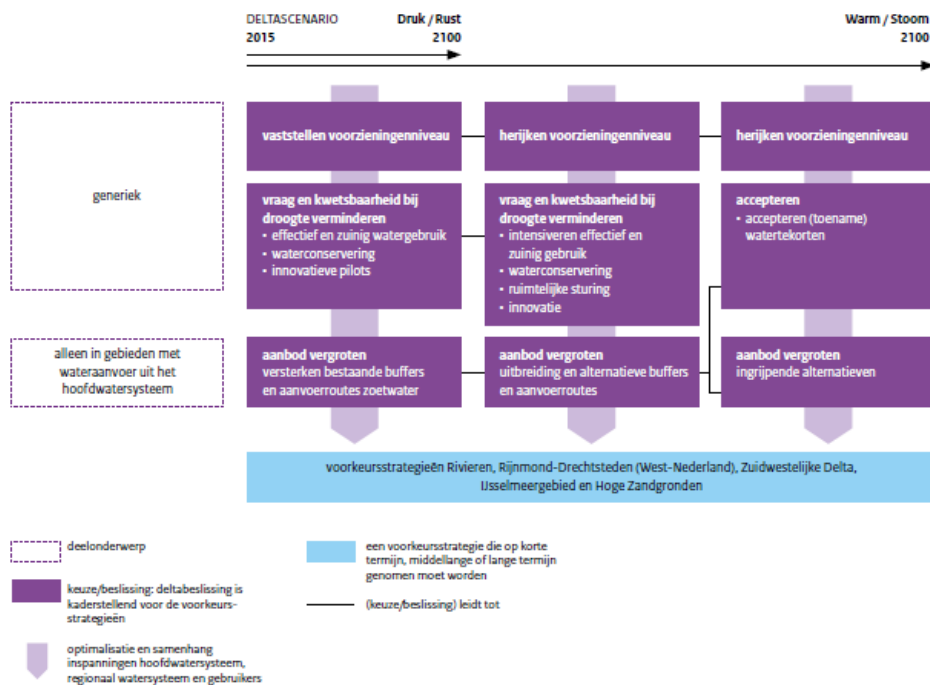 DELTASCENARIO
Druk / Rust
Warm / Stoom
2015
2100
2100
generiek
vaststellen voorzieningenniveau
herijken voorzieningenniveau
herijken voorzieningenniveau
vraag en kwetsbaarheid bij
droogte verminderen
• effectief en zuinig watergebruik
• waterconservering
• innovatieve pilots
vraag en kwetsbaarheid bij
droogte verminderen
• intensiveren effectief en
zuinig gebruik
• waterconservering
• ruimtelijke sturing
• innovatie
accepteren
• accepteren (toename)
watertekorten
alleen in gebieden met
wateraanvoer uit het
hoofdwatersysteem
aanbod vergroten
versterken bestaande buffers
en aanvoerroutes zoetwater
aanbod vergroten
uitbreiding en alternatieve buffers
en aanvoerroutes
aanbod vergroten
ingrijpende alternatieven
voorkeursstrategieën Rivieren, Rijnmond-Drechtsteden (West-Nederland), Zuidwestelijke Delta,
IJsselmeergebied en Hoge Zandgronden
deelonderwerp
keuze/beslissing: deltabeslissing is
kaderstellend voor de voorkeurs-
strategieën
optimalisatie en samenhang
inspanningen hoofdwatersysteem,
regionaal watersysteem en gebruikers
een voorkeursstrategie die op korte
termijn, middellange of lange termijn
genomen moet worden
(keuze/beslissing) leidt tot